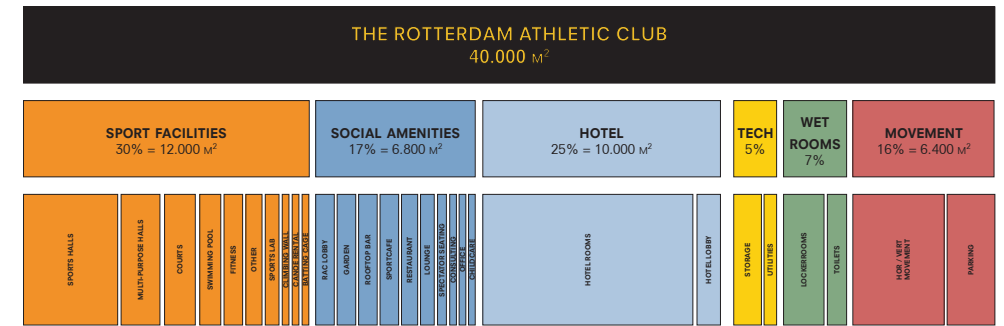 THE ROTTERDAM ATHLETIC CLUB
40.000 M²
SPORT FACILITIES
30% = 12.000 M²
SOCIAL AMENITIES
17% = 6.800 M²
HOTEL
25% = 10.000 M²
TECH
5%
WET
ROOMS
7%
MOVEMENT
16% = 6.400 M²
SPORTS HALLS
MULTI-PURPOSE HALLS
COURTS
SWIMMING POOL
FITNESS
OTHER
SPORTS LAB
CLIMBING WALL
CANOE RENTAL
BATTING CAGE
RAC LOBBY
GARDEN
ROOFTOP BAR
SPORTCAFE
RESTAURANT
LOUNGE
SPECTATOR SEATING
CONSULTING
OFFICE
CHILDCARE
HOTEL ROOMS
HOTEL LOBBY
STORAGE
UTILITIES
LOCKERROOMS
TOILETS
HOR / VERT
MOVEMENT
PARKING